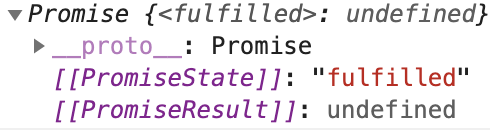 ▼Promise {<fulfilled>: undefined}
▶__proto__: Promise
[[PromiseState]]: "fulfilled"
[[PromiseResult]]: undefined